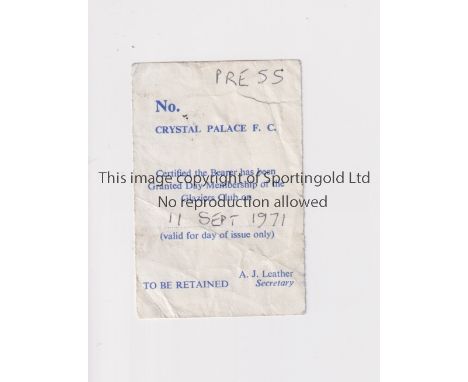 PRESS
No.
CRYSTAL PALACE F. C.
Certified the Bearer has been
This image copyright of Sportingold Ltd
Granted Day Membership of the
Glaziers Club on
No reproduction allowed
11 SEPT 1971
(valid for day of issue only)
A. J. Leather
TO BE RETAINED Secretary